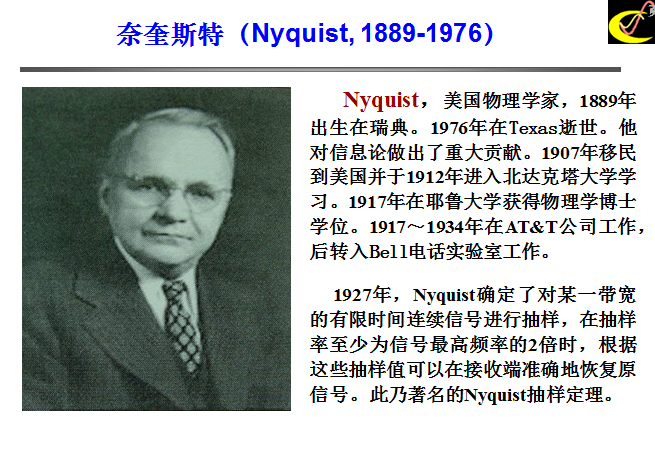 奈奎斯特（Nyquist, 1889-1976）
Nyquist，美国物理学家，1889年
出生在瑞典。1976年在Texas逝世。他
对信息论做出了重大贡献。1907年移民
到美国并于1912年进入北达克塔大学学
习。1917年在耶鲁大学获得物理学博士
学位。1917～1934年在AT&T公司工作，
后转入Bell电话实验室工作。
1927年，Nyquist确定了对某一带宽
的有限时间连续信号进行抽样，在抽样
率至少为信号最高频率的2倍时，根据
这些抽样值可以在接收端准确地恢复原
信号。此乃著名的Nyquist抽样定理。